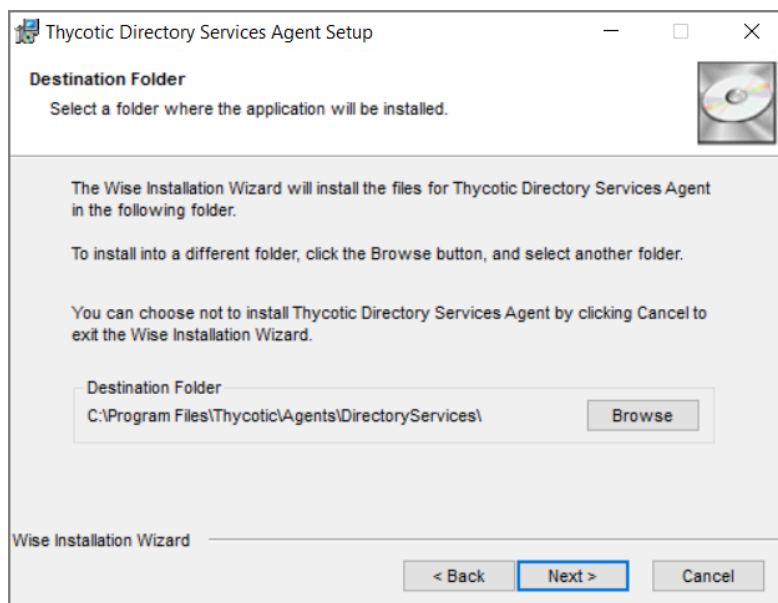 Thycotic Directory Services Agent Setup
Destination Folder
Select a folder where the application will be installed.
The Wise Installation Wizard will install the files for Thycotic Directory Services Agent
in the following folder.
To install into a different folder, click the Browse button, and select another folder.
You can choose not to install Thycotic Directory Services Agent by clicking Cancel to
exit the Wise Installation Wizard.
Destination Folder
C:\Program Files\Thycotic\Agents\DirectoryServices\
Browse
Wise Installation Wizard
< Back
Next >
Cancel